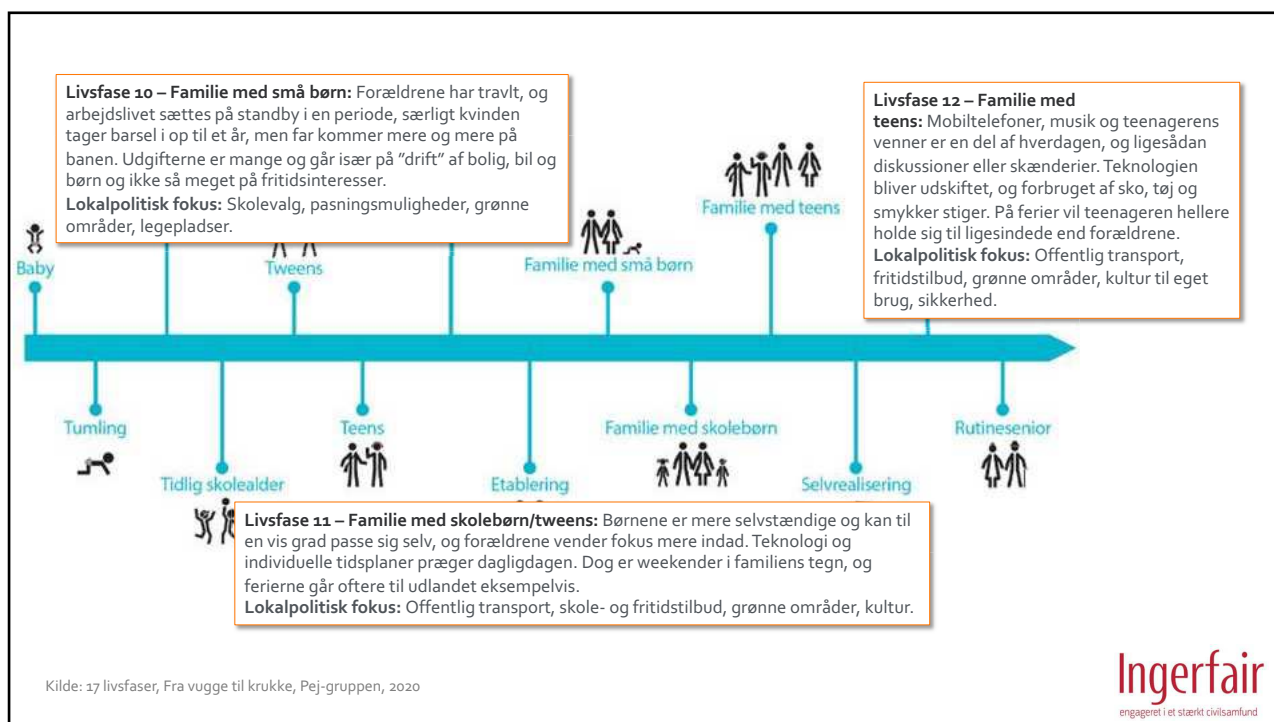 Livsfase 10 – Familie med små børn: Forældrene har travlt, og
arbejdslivet sættes på standby i en periode, særligt kvinden
tager barsel i op til et år, men far kommer mere og mere på
banen. Udgifterne er mange og går især på ”drift” af bolig, bil og
børn og ikke så meget på fritidsinteresser.
Lokalpolitisk fokus: Skolevalg, pasningsmuligheder, grønne
områder, legepladser.
Livsfase 12 – Familie med
teens: Mobiltelefoner, musik og teenagerens
venner er en del af hverdagen, og ligesådan
diskussioner eller skænderier. Teknologien
bliver udskiftet, og forbruget af sko, tøj og
smykker stiger. På ferier vil teenageren hellere
holde sig til ligesindede end forældrene.
Lokalpolitisk fokus: Offentlig transport,
fritidstilbud, grønne områder, kultur til eget
brug, sikkerhed.
Familie med teens
Baby
Tweens
Familie med små børn
Tumling
Teens
Familie med skolebørn
Rutinesenior
Tidlig skolealder
Etablering
Selvrealisering
Livsfase 11 – Familie med skolebørn/tweens: Børnene er mere selvstændige og kan til
en vis grad passe sig selv, og forældrene vender fokus mere indad. Teknologi og
individuelle tidsplaner præger dagligdagen. Dog er weekender i familiens tegn, og
ferierne går oftere til udlandet eksempelvis.
Lokalpolitisk fokus: Offentlig transport, skole- og fritidstilbud, grønne områder, kultur.
Kilde: 17 livsfaser, Fra vugge til krukke, Pej-gruppen, 2020
Ingerfair
engageret i et stærkt civilsamfund